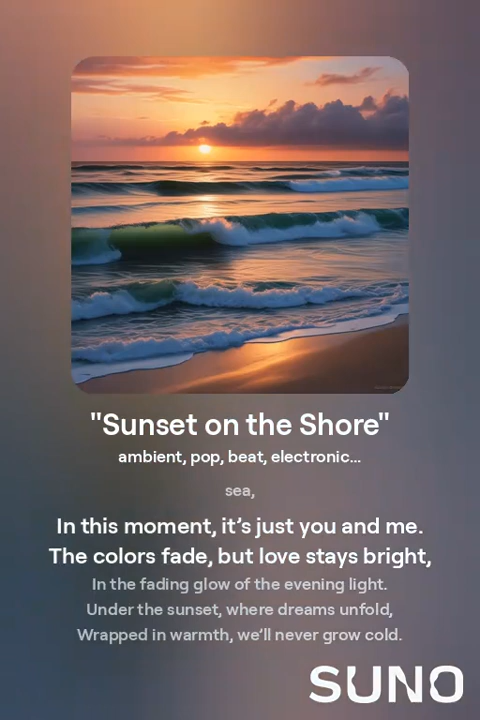 "Sunset on the Shore"
ambient, pop, beat, electronic...
sea,
In this moment, it's just you and me.
The colors fade, but love stays bright,
In the fading glow of the evening light.
Under the sunset, where dreams unfold,
Wrapped in warmth, we'll never grow cold.
SUNO